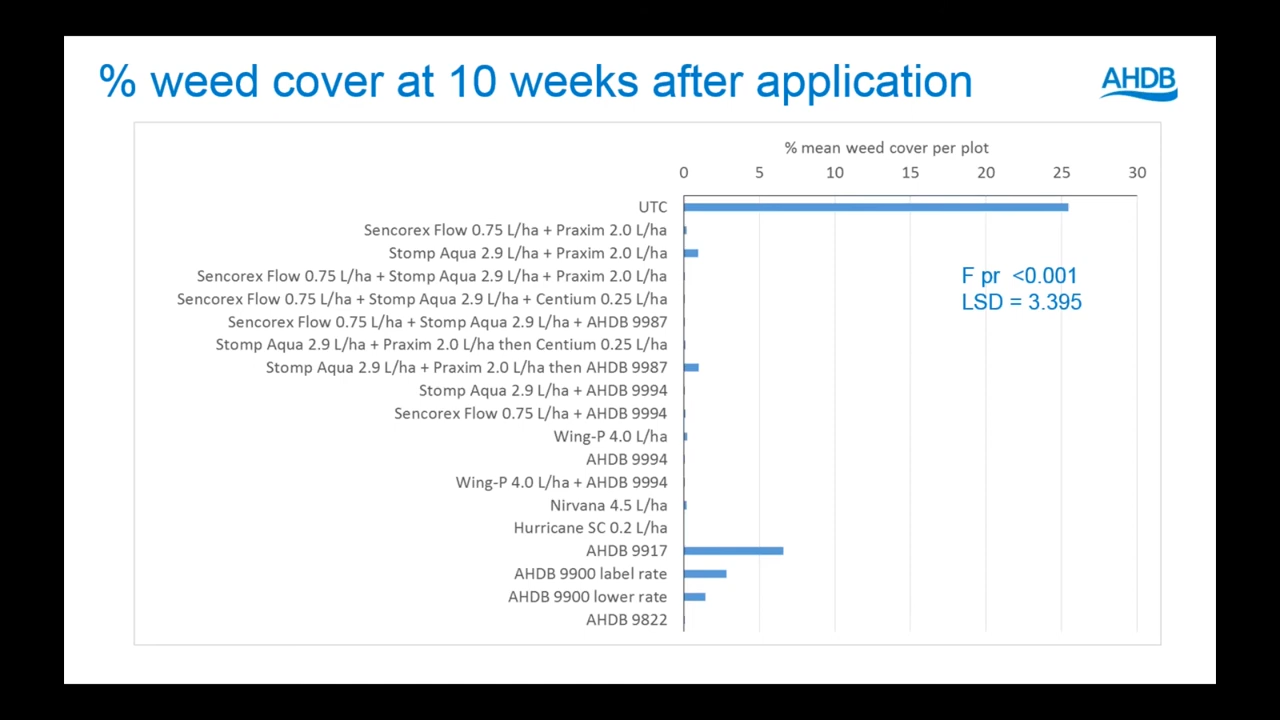 % weed cover at 10 weeks after application
AHDB
% mean weed cover per plot
0 5 10 15 20 25 30
UTC
Sencorex Flow 0.75 L/ha + Praxim 2.0 L/ha
Stomp Aqua 2.9 L/ha + Praxim 2.0 L/ha
Sencorex Flow 0.75 L/ha + Stomp Aqua 2.9 L/ha + Praxim 2.0 L/ha
Sencorex Flow 0.75 L/ha + Stomp Aqua 2.9 L/ha + Centium 0.25 L/ha
Sencorex Flow 0.75 L/ha + Stomp Aqua 2.9 L/ha + AHDB 9987
Stomp Aqua 2.9 L/ha + Praxim 2.0 L/ha then Centium 0.25 L/ha
Stomp Aqua 2.9 L/ha + Praxim 2.0 L/ha then AHDB 9987
Stomp Aqua 2.9 L/ha + AHDB 9994
Sencorex Flow 0.75 L/ha + AHDB 9994
Wing-P 4.0 L/ha
AHDB 9994
Wing-P 4.0 L/ha + AHDB 9994
Nirvana 4.5 L/ha
Hurricane SC 0.2 L/ha
AHDB 9917
AHDB 9900 label rate
AHDB 9900 lower rate
AHDB 9822
F pr <0.001
LSD = 3.395